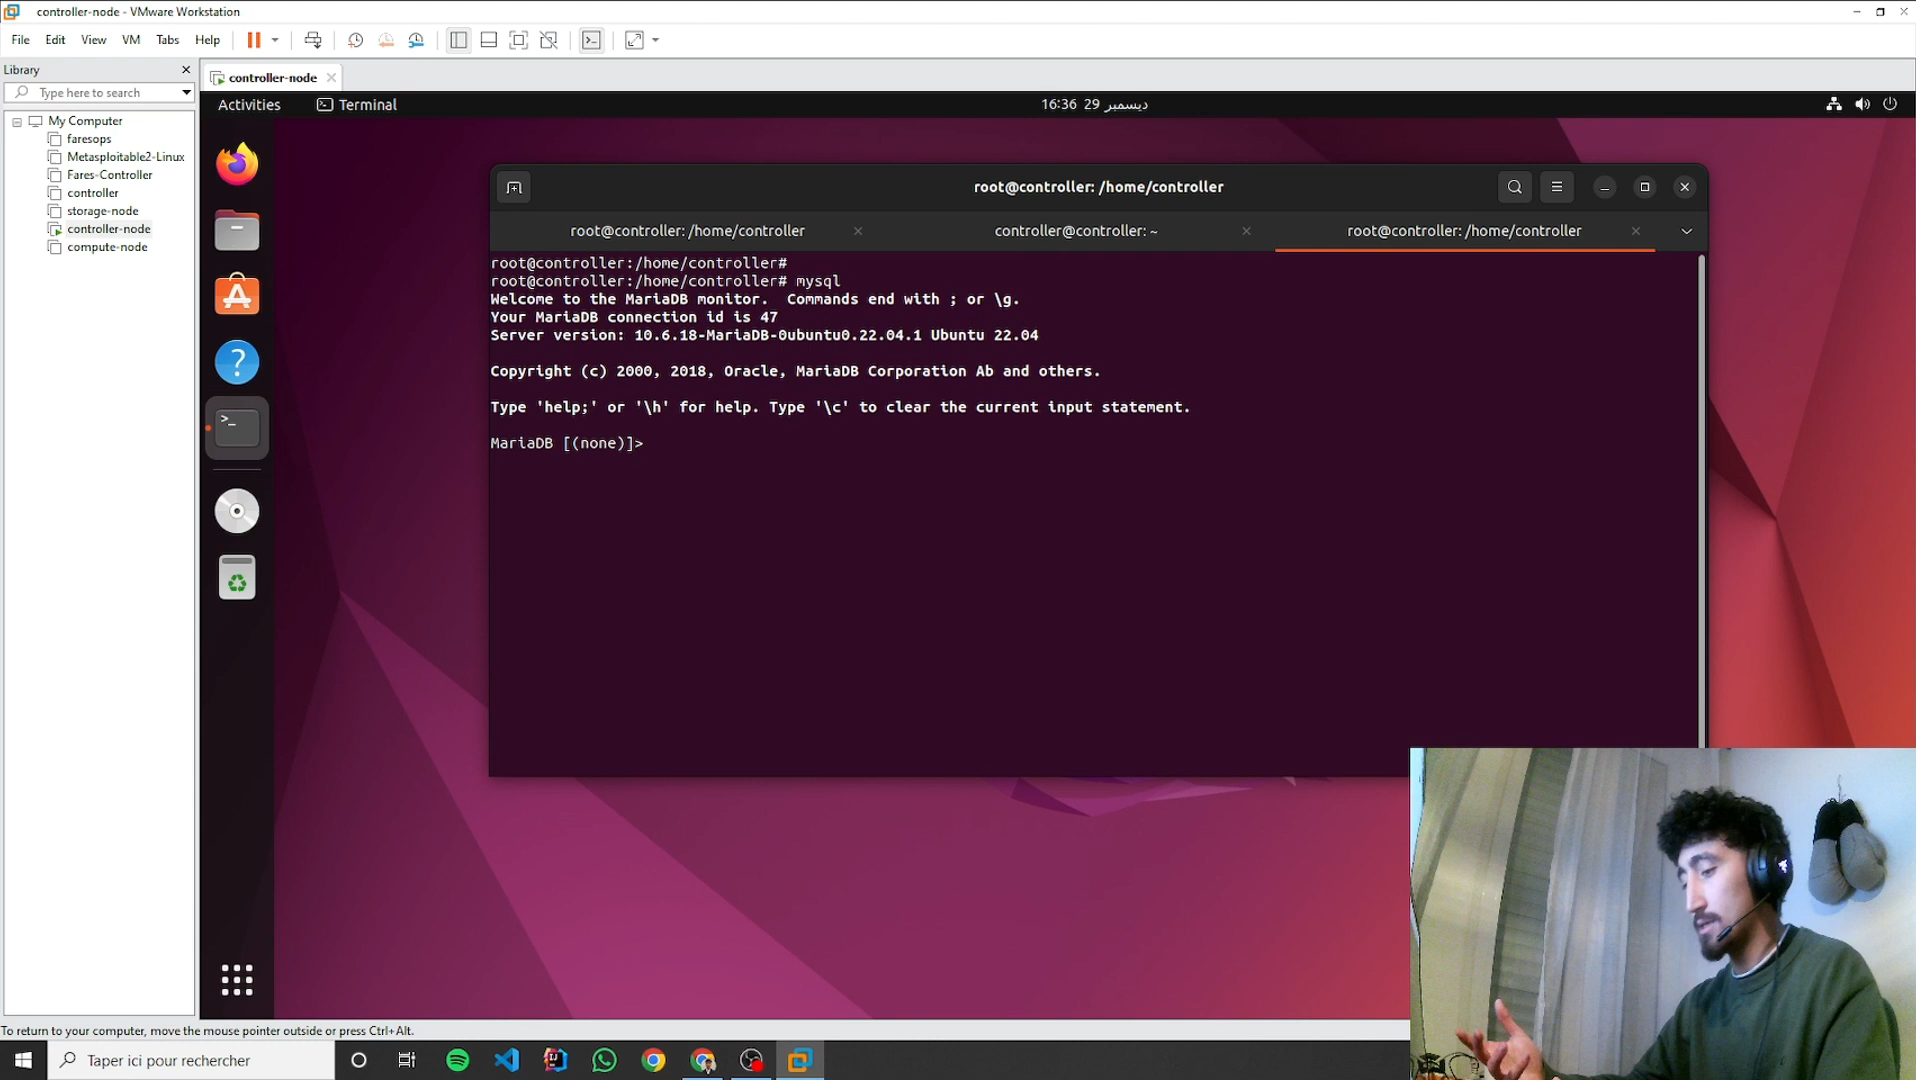 controller-node - VMware Workstation
File Edit View VM Tabs Help
Library
Type here to search
My Computer
faresops
Metasploitable2-Linux
Fares-Controller
controller
storage-node
controller-node
compute-node
controller-node
Activities Terminal 16:36 29 ديسمبر
root@controller: /home/controller
root@controller: /home/controller controller@controller: ~ root@controller: /home/controller
root@controller:/home/controller#
root@controller:/home/controller# mysql
Welcome to the MariaDB monitor.  Commands end with ; or \g.
Your MariaDB connection id is 47
Server version: 10.6.18-MariaDB-0ubuntu0.22.04.1 Ubuntu 22.04
Copyright (c) 2000, 2018, Oracle, MariaDB Corporation Ab and others.
Type 'help;' or '\h' for help. Type '\c' to clear the current input statement.
MariaDB [(none)]>
To return to your computer, move the mouse pointer outside or press Ctrl+Alt.
Taper ici pour rechercher